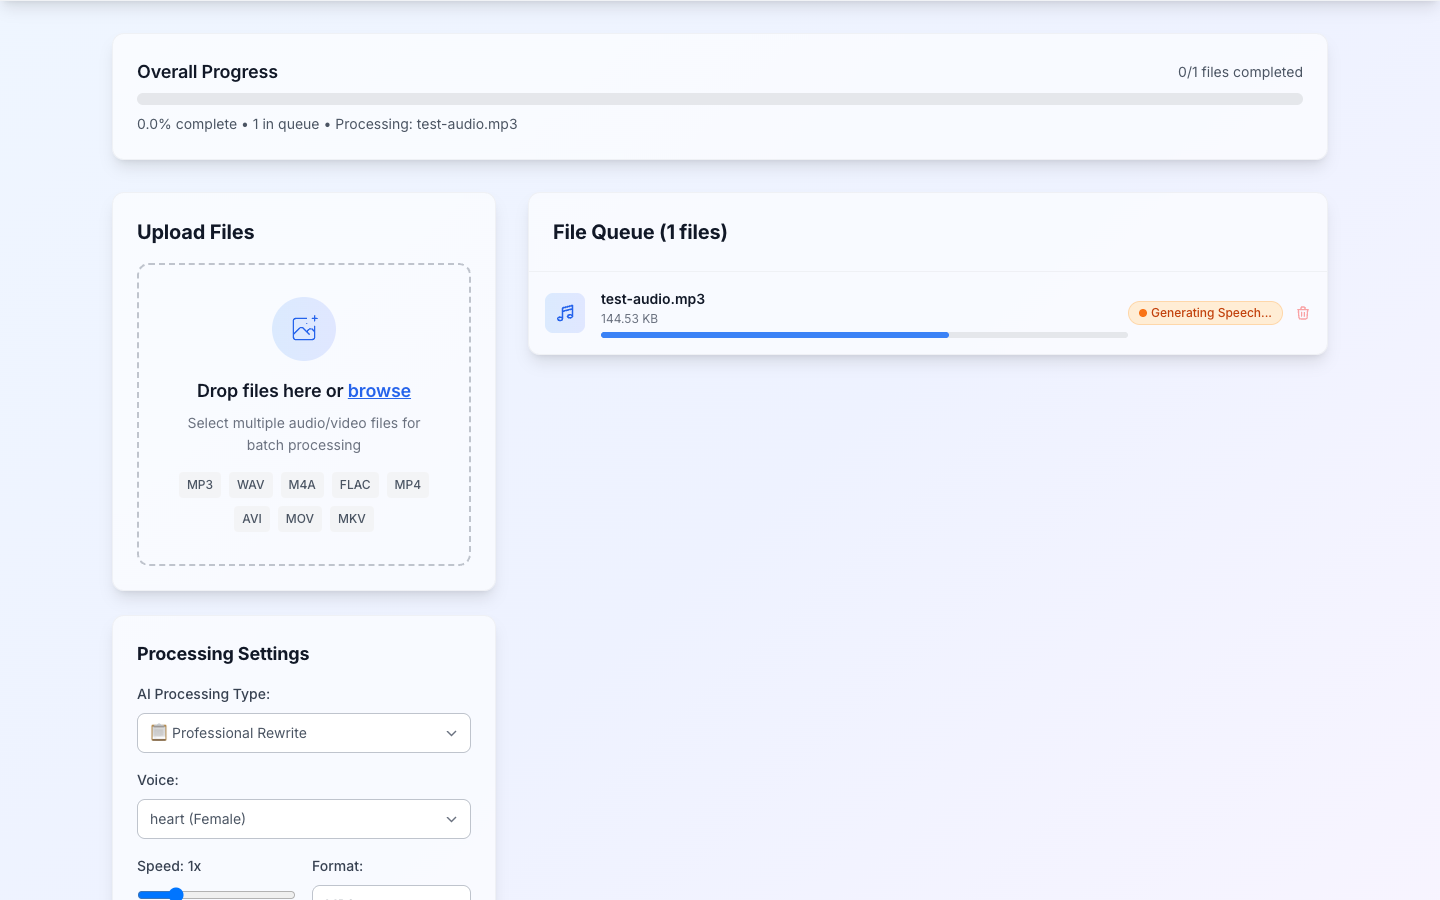 Overall Progress
0/1 files completed
0.0% complete • 1 in queue • Processing: test-audio.mp3
Upload Files
Drop files here or browse
Select multiple audio/video files for
batch processing
MP3 WAV M4A FLAC MP4
AVI MOV MKV
File Queue (1 files)
test-audio.mp3
144.53 KB
Generating Speech...
Processing Settings
AI Processing Type:
Professional Rewrite
Voice:
heart (Female)
Speed: 1x
Format: